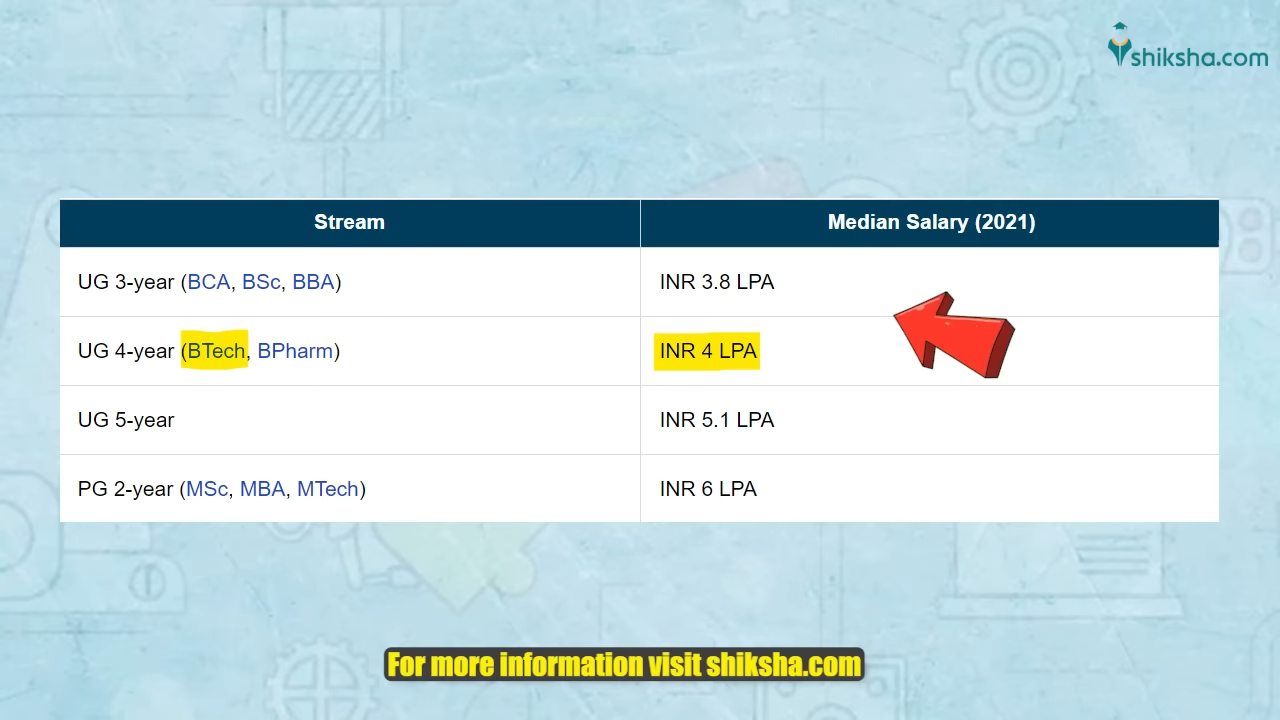 shiksha.com
Stream Median Salary (2021)
UG 3-year (BCA, BSc, BBA) INR 3.8 LPA
UG 4-year (BTech, BPharm) INR 4 LPA
UG 5-year INR 5.1 LPA
PG 2-year (MSc, MBA, MTech) INR 6 LPA
For more information visit shiksha.com